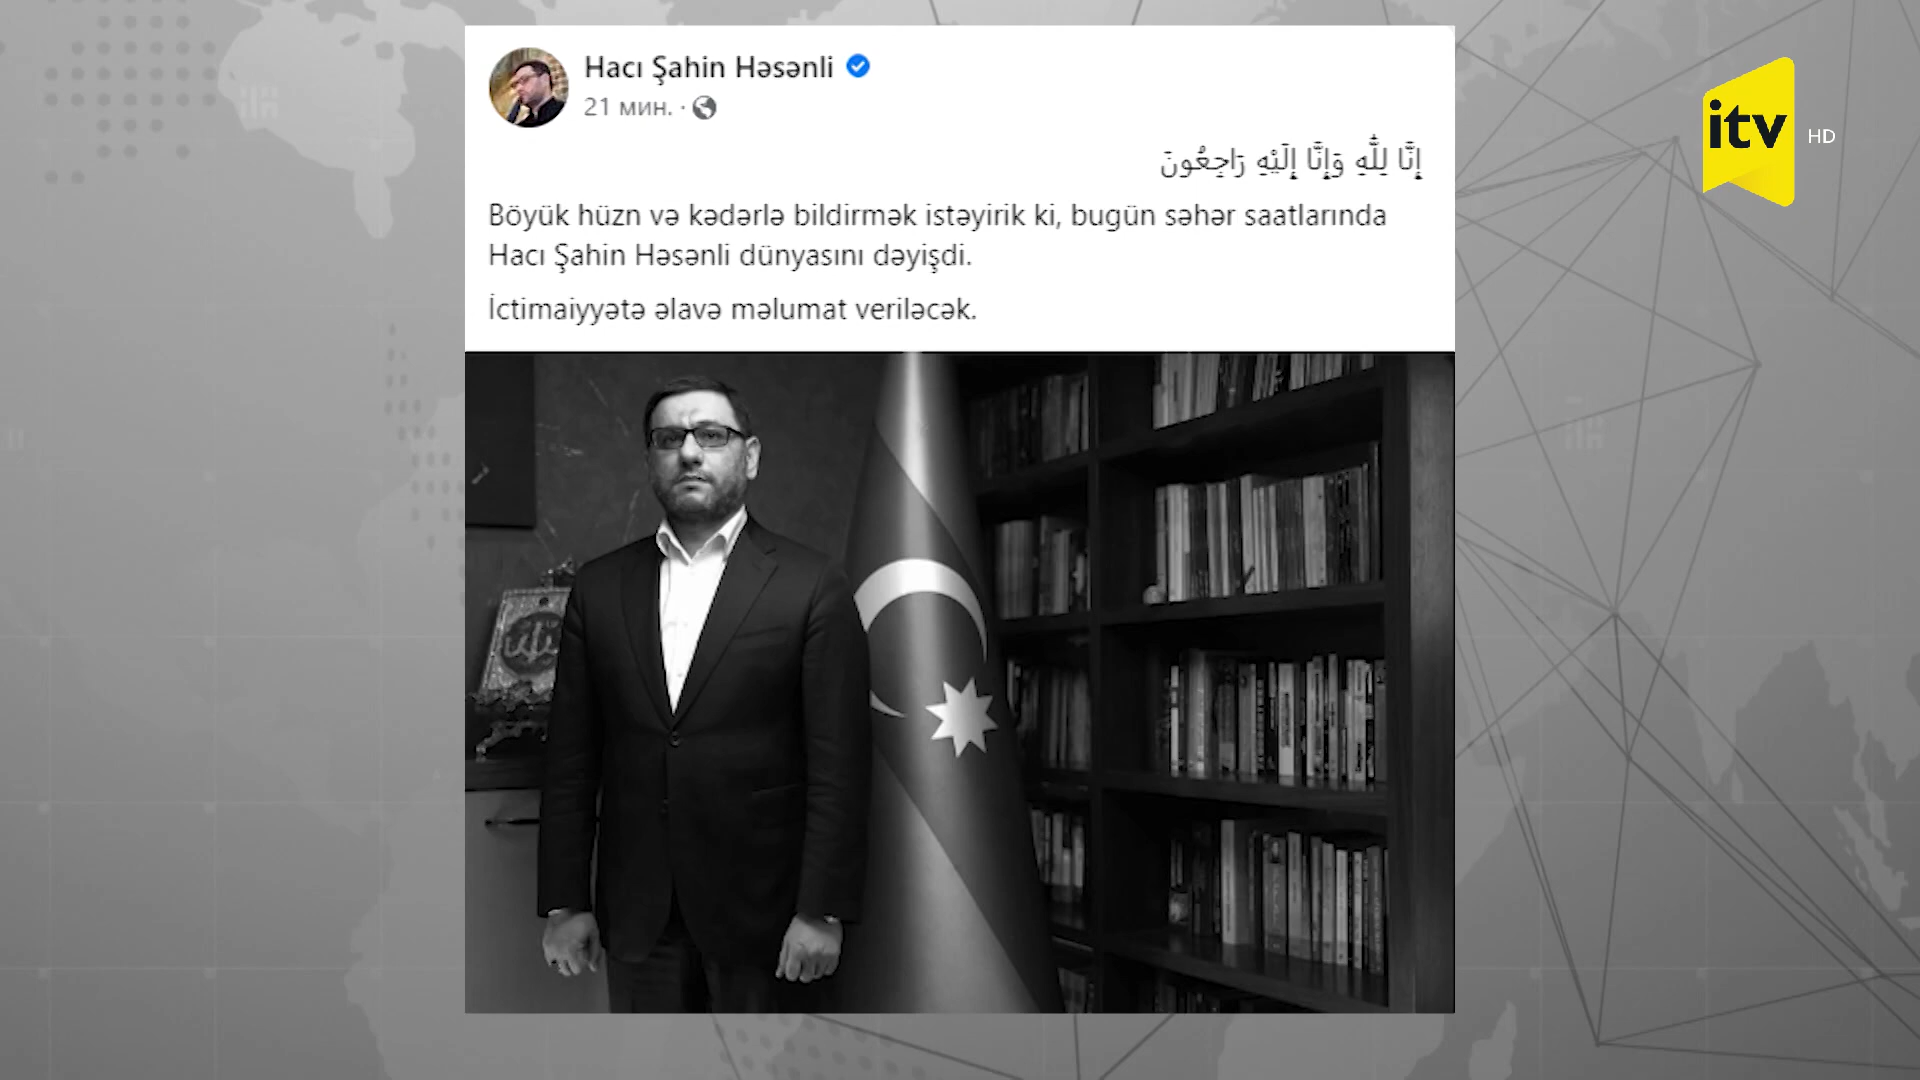 Hacı Şahin Həsənli
21 мин. ·
إِنَّا لِلَّهِ وَإِنَّا إِلَيْهِ رَاجِعُونَ
Böyük hüzn və kədərlə bildirmək istəyirik ki, bugün səhər saatlarında
Hacı Şahin Həsənli dünyasını dəyişdi.
İctimaiyyətə əlavə məlumat veriləcək.
itv HD